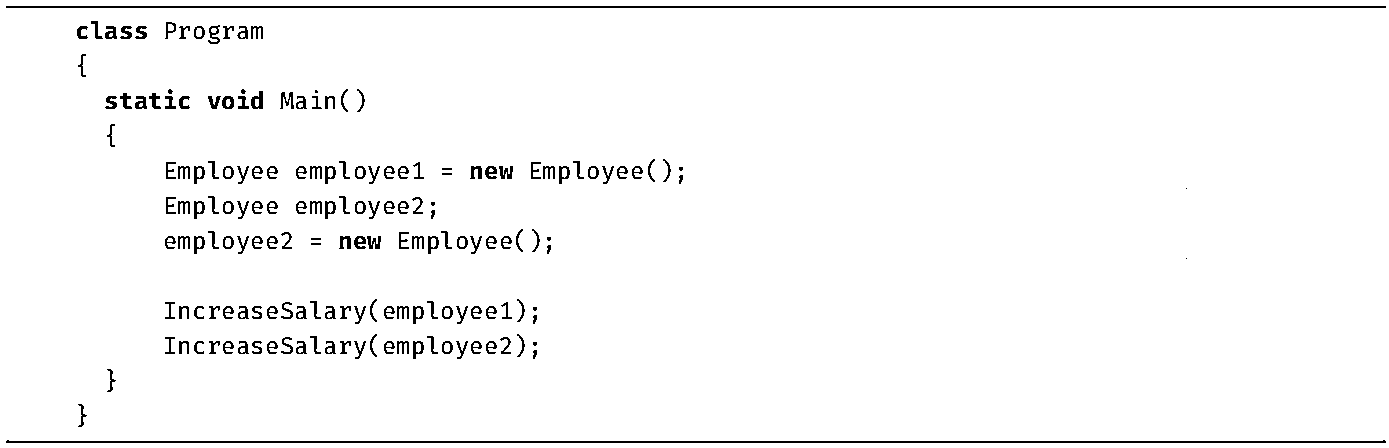 class Program
{
  static void Main()
  {
      Employee employee1 = new Employee();
      Employee employee2;
      employee2 = new Employee();

      IncreaseSalary(employee1);
      IncreaseSalary(employee2);
  }
}